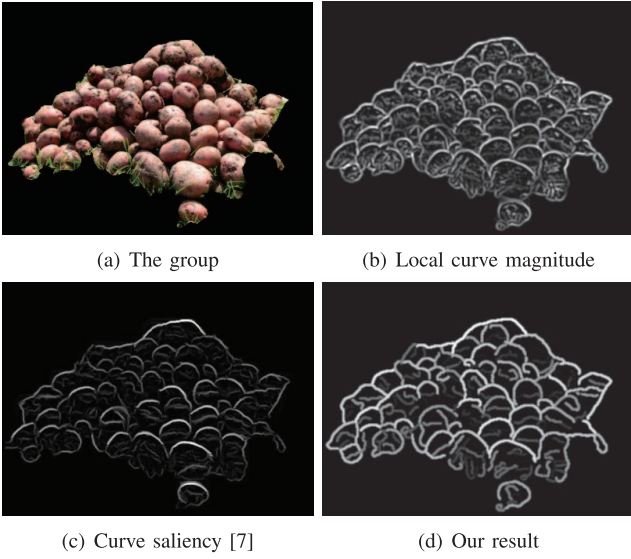 (a) The group
(b) Local curve magnitude
(c) Curve saliency [7]
(d) Our result